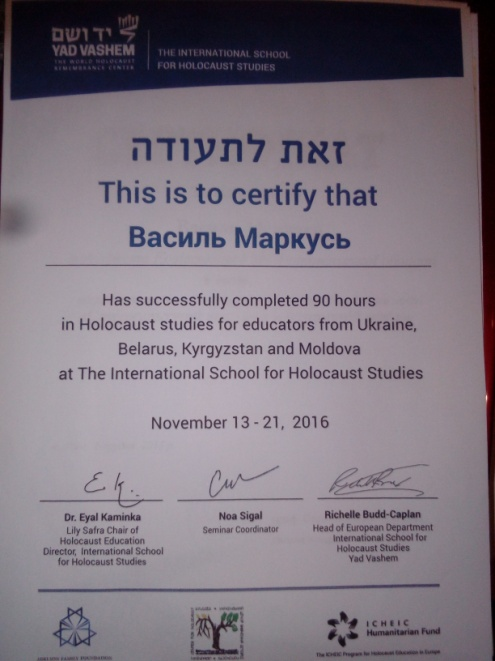 יד ושם
YAD VASHEM
THE WORLD HOLOCAUST
REMEMBRANCE CENTER
THE INTERNATIONAL SCHOOL
FOR HOLOCAUST STUDIES
זאת לתעודה
This is to certify that
Василь Маркусь
Has successfully completed 90 hours
in Holocaust studies for educators from Ukraine,
Belarus, Kyrgyzstan and Moldova
at The International School for Holocaust Studies
November 13 - 21, 2016
Dr. Eyal Kaminka
Lily Safra Chair of
Holocaust Education
Director, International School
for Holocaust Studies
Noa Sigal
Seminar Coordinator
Richelle Budd-Caplan
Head of European Department
International School for
Holocaust Studies
Yad Vashem
ICHEIC
Humanitarian Fund
The ICHEIC Program for Holocaust Education in Europe